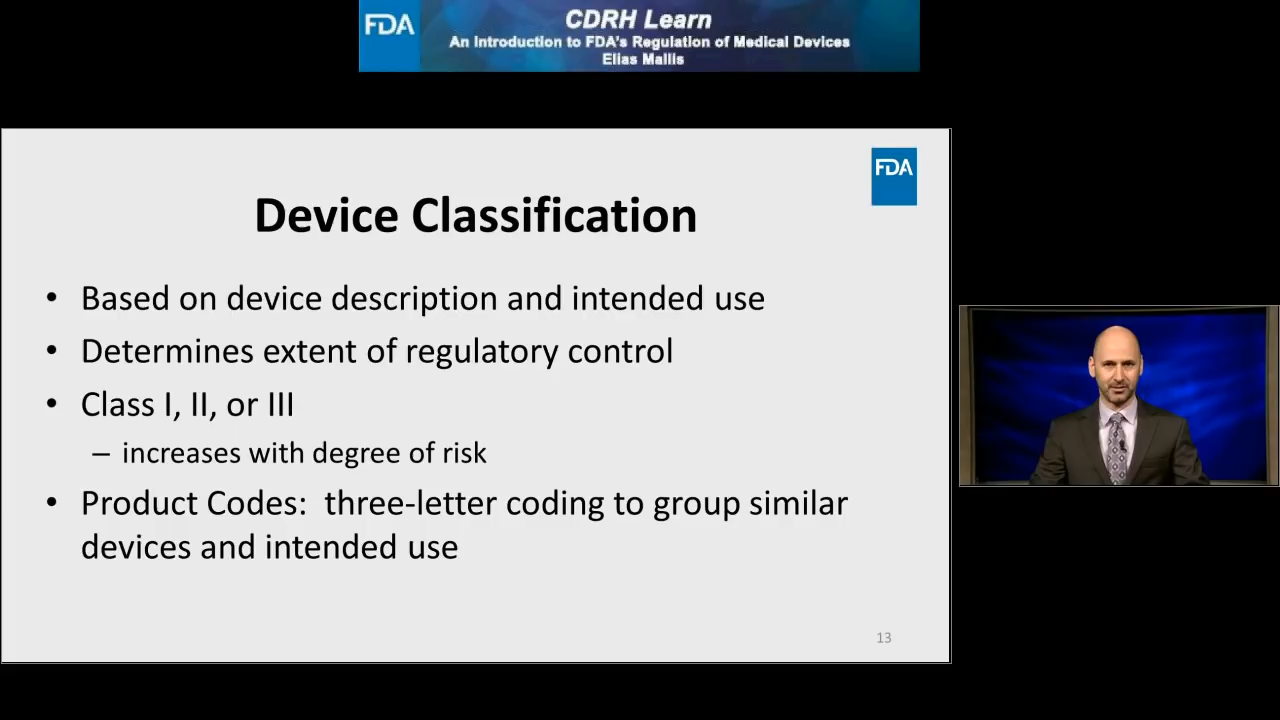 FDA
CDRH Learn
An Introduction to FDA's Regulation of Medical Devices
Elias Mallis
FDA
Device Classification
• Based on device description and intended use
• Determines extent of regulatory control
• Class I, II, or III
– increases with degree of risk
• Product Codes: three-letter coding to group similar
devices and intended use
13